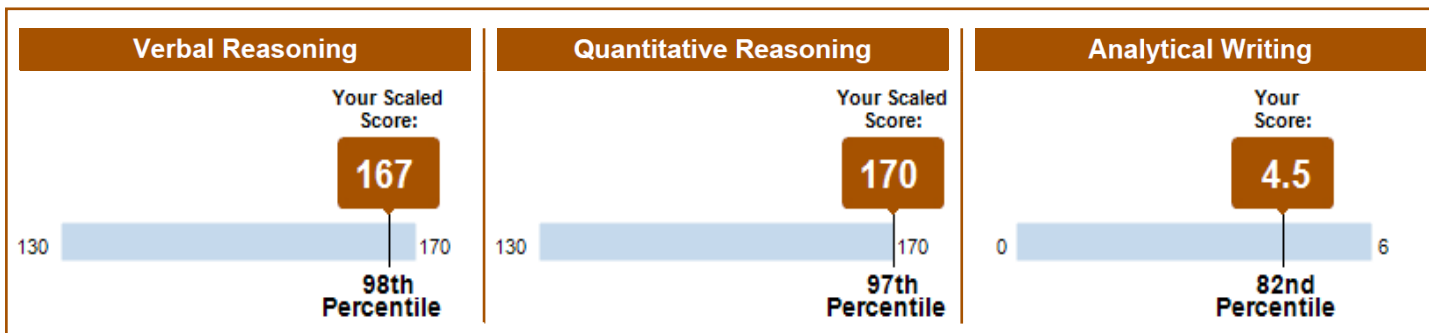 Verbal Reasoning
Your Scaled
Score:
167
130
170
98th
Percentile
Quantitative Reasoning
Your Scaled
Score:
170
130
170
97th
Percentile
Analytical Writing
Your
Score:
4.5
0
6
82nd
Percentile